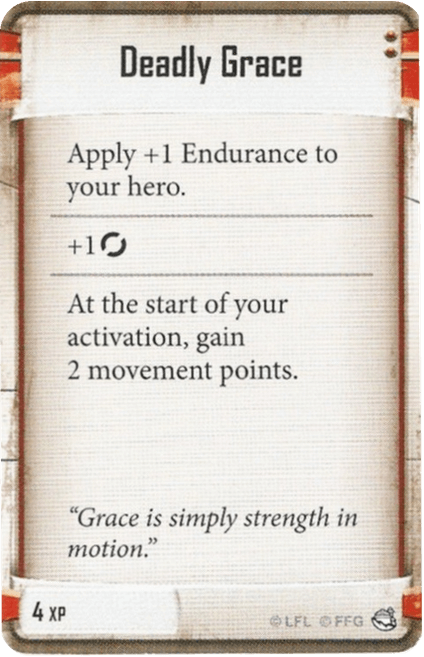 Deadly Grace
Apply +1 Endurance to
your hero.
+1
At the start of your
activation, gain
2 movement points.
“Grace is simply strength in
motion.”
4 XP
© LFL © FFG